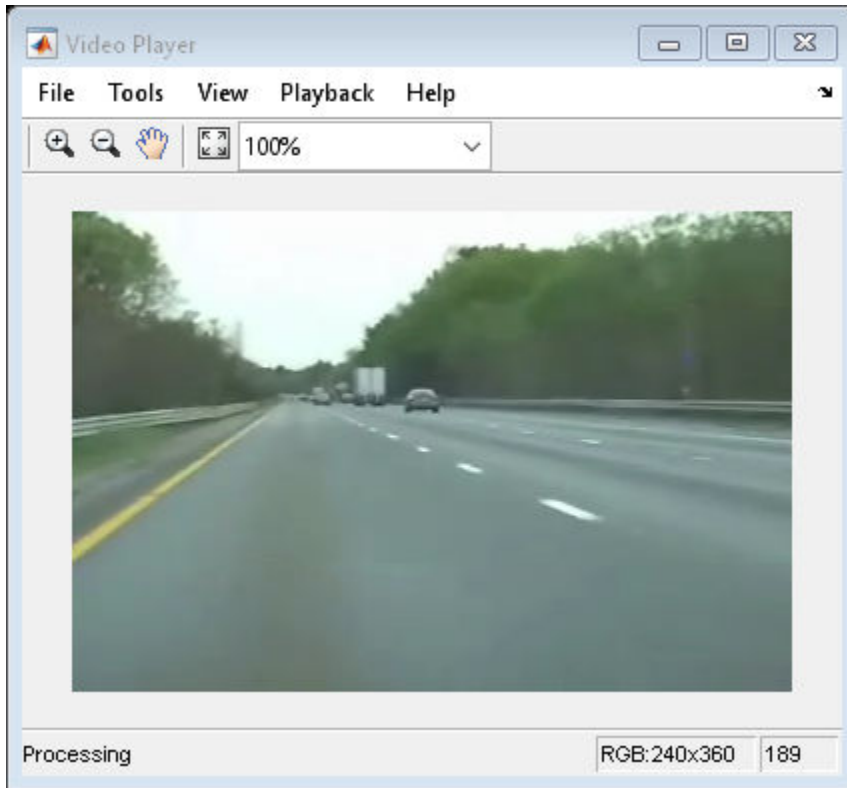 Video Player
File Tools View Playback Help
100%
Processing
RGB:240x360 189